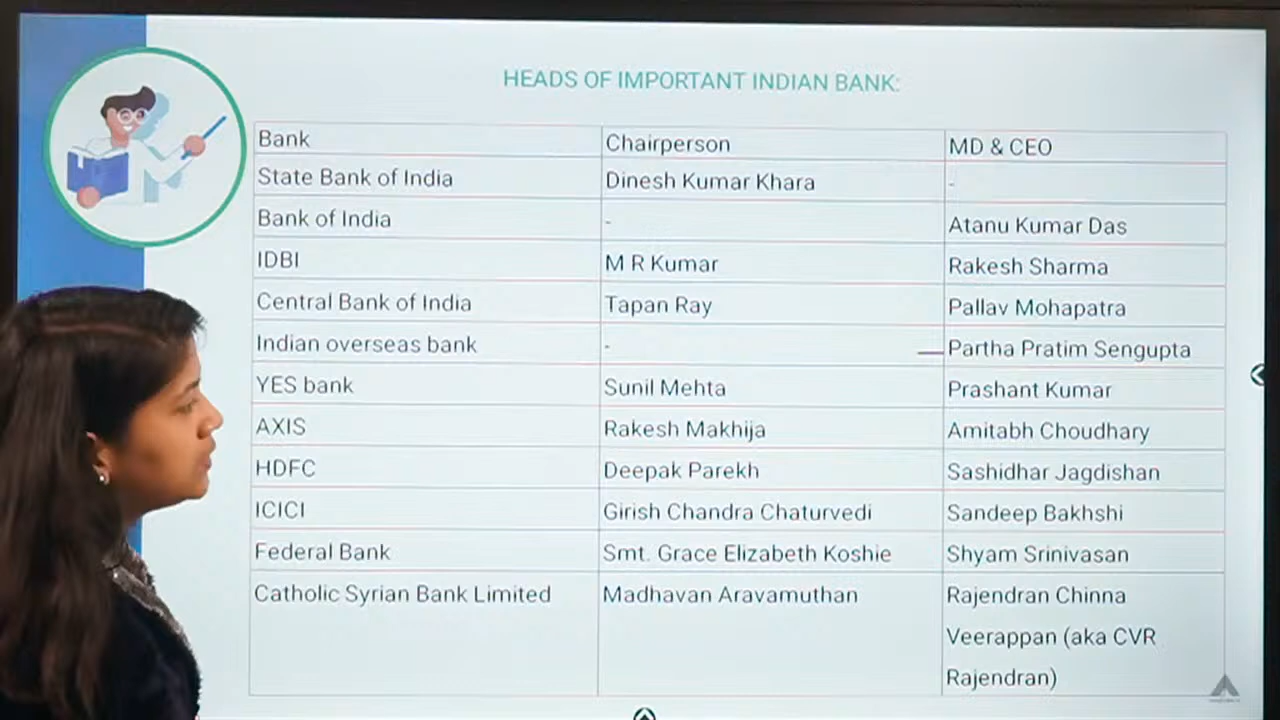 HEADS OF IMPORTANT INDIAN BANK:
Bank Chairperson MD & CEO
State Bank of India Dinesh Kumar Khara -
Bank of India - Atanu Kumar Das
IDBI M R Kumar Rakesh Sharma
Central Bank of India Tapan Ray Pallav Mohapatra
Indian overseas bank - Partha Pratim Sengupta
YES bank Sunil Mehta Prashant Kumar
AXIS Rakesh Makhija Amitabh Choudhary
HDFC Deepak Parekh Sashidhar Jagdishan
ICICI Girish Chandra Chaturvedi Sandeep Bakhshi
Federal Bank Smt. Grace Elizabeth Koshie Shyam Srinivasan
Catholic Syrian Bank Limited Madhavan Aravamuthan Rajendran Chinna
Veerappan (aka CVR
Rajendran)